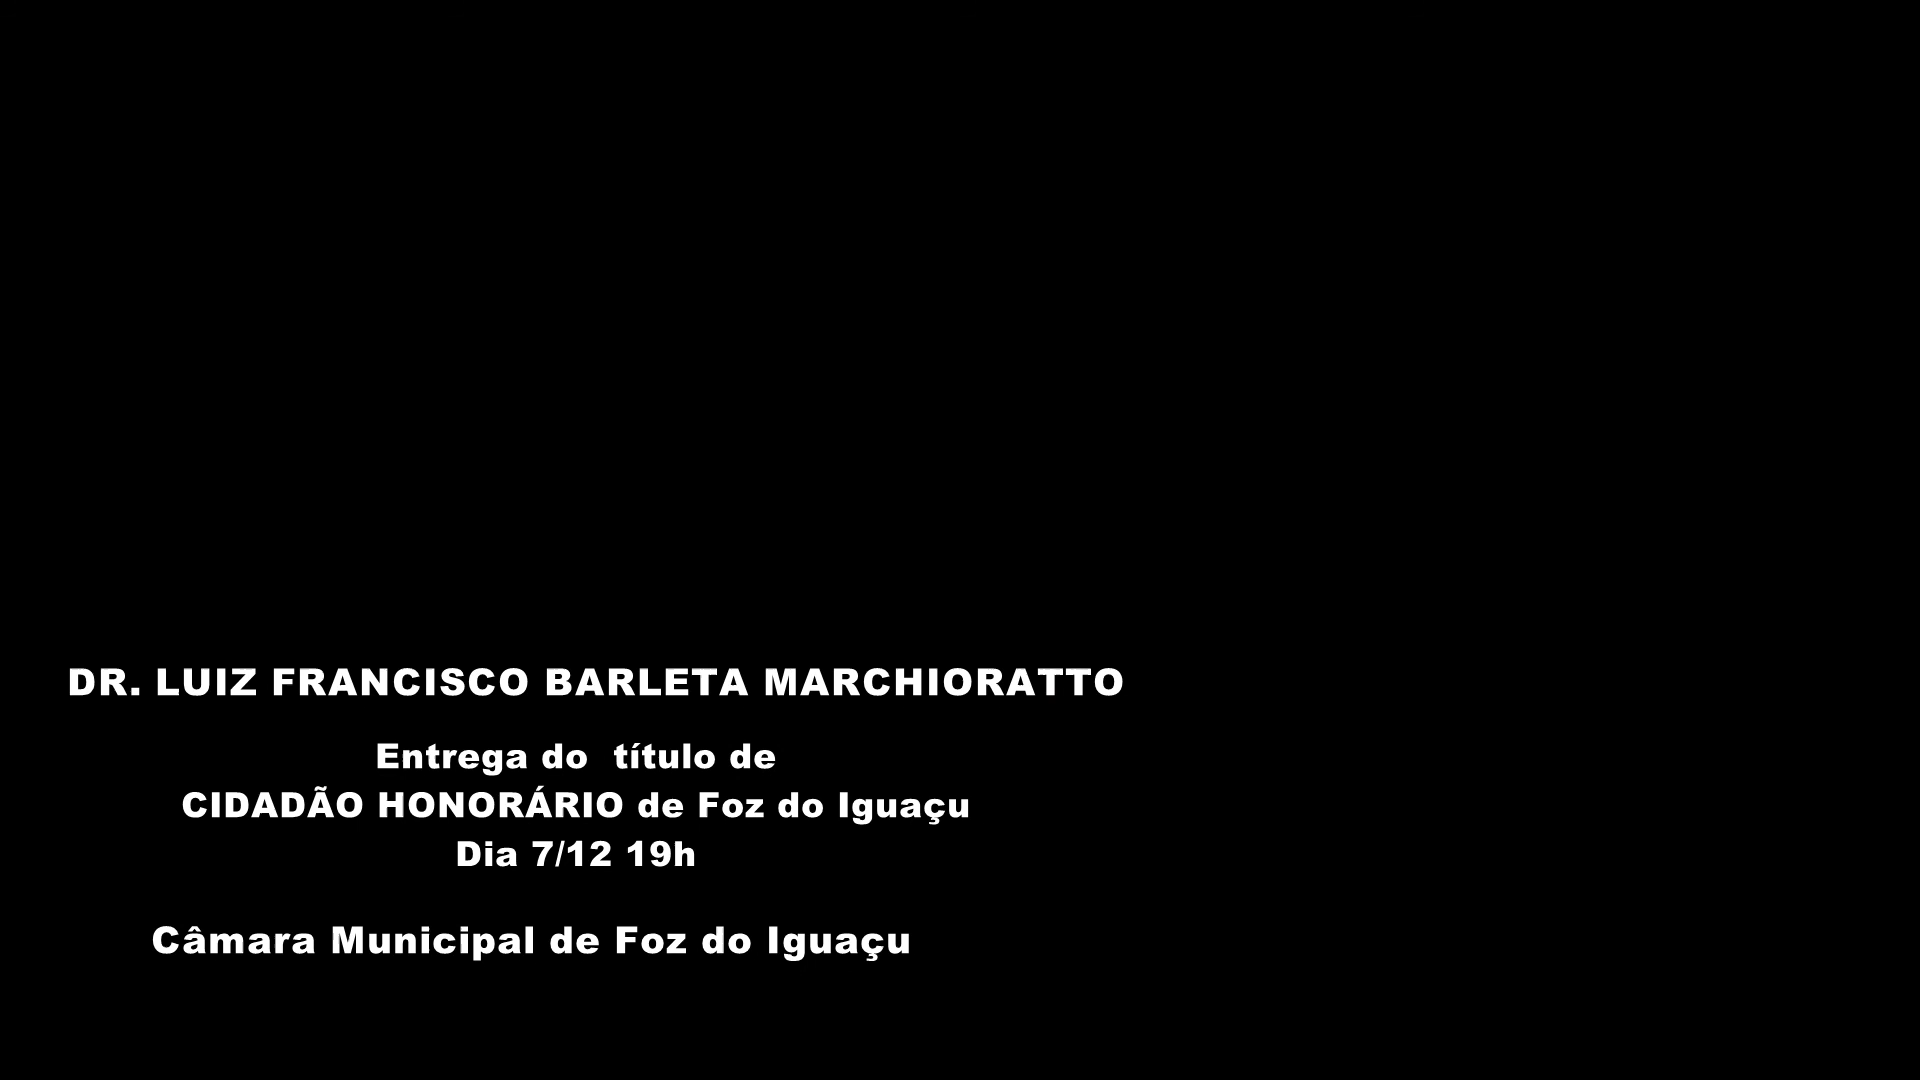 DR. LUIZ FRANCISCO BARLETA MARCHIORATTO
Entrega do  título de
CIDADÃO HONORÁRIO de Foz do Iguaçu
Dia 7/12 19h
Câmara Municipal de Foz do Iguaçu